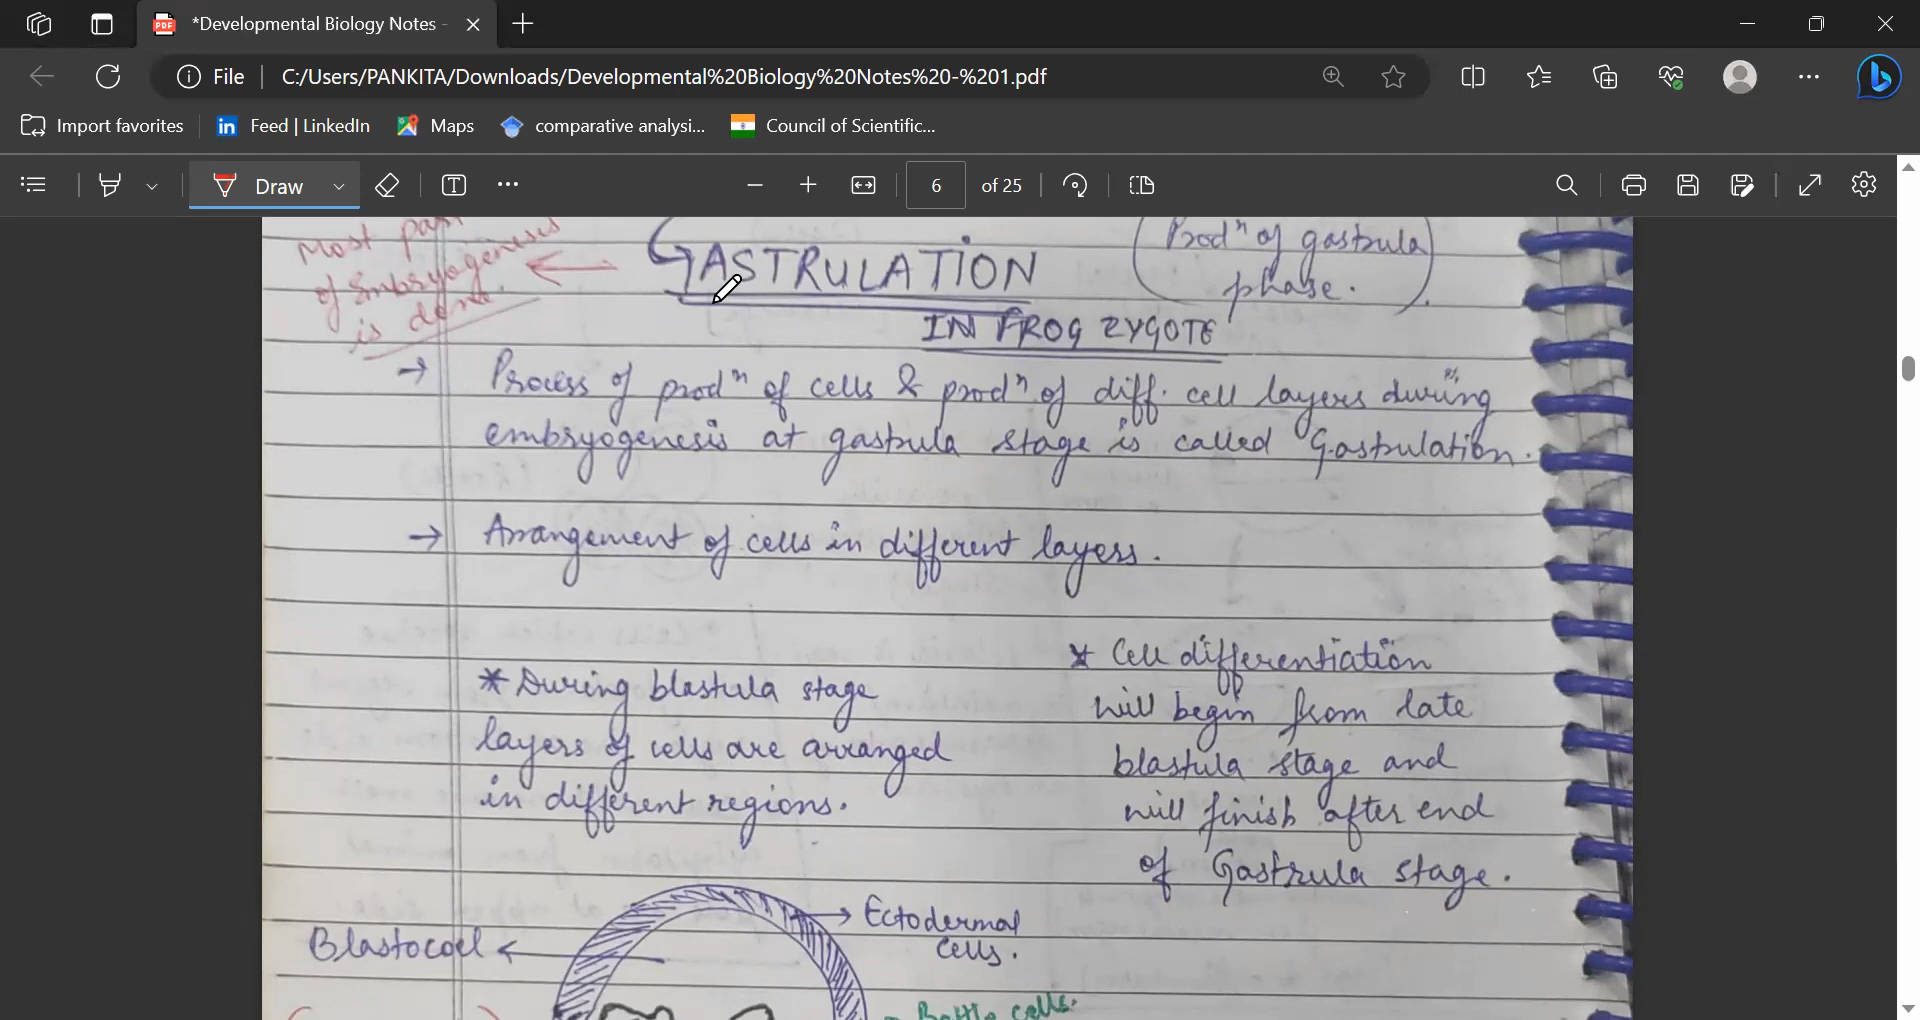 *Developmental Biology Notes -
File
C:/Users/PANKITA/Downloads/Developmental%20Biology%20Notes%20-%201.pdf
Import favorites
Feed | LinkedIn
Maps
comparative analysi...
Council of Scientific...
Draw
6 of 25
Most part
of Embryogenesis
is done.
GASTRULATION
(Prodⁿ of gastrula
phase.)
IN FROG ZYGOTE
→ Process of prodⁿ of cells & prodⁿ of diff. cell layers during
embryogenesis at gastrula stage is called Gastrulation.
→ Arrangement of cells in different layers.
* During blastula stage
layers of cells are arranged
in different regions.
* Cell differentiation
will begin from late
blastula stage and
will finish after end
of Gastrula stage.
Ectodermal
cells.
Blastocoel
Bottle cells.